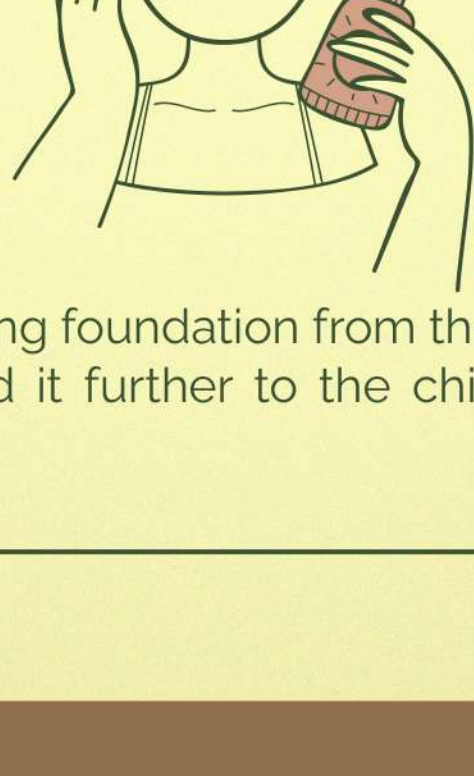 ng foundation from th
d it further to the chi